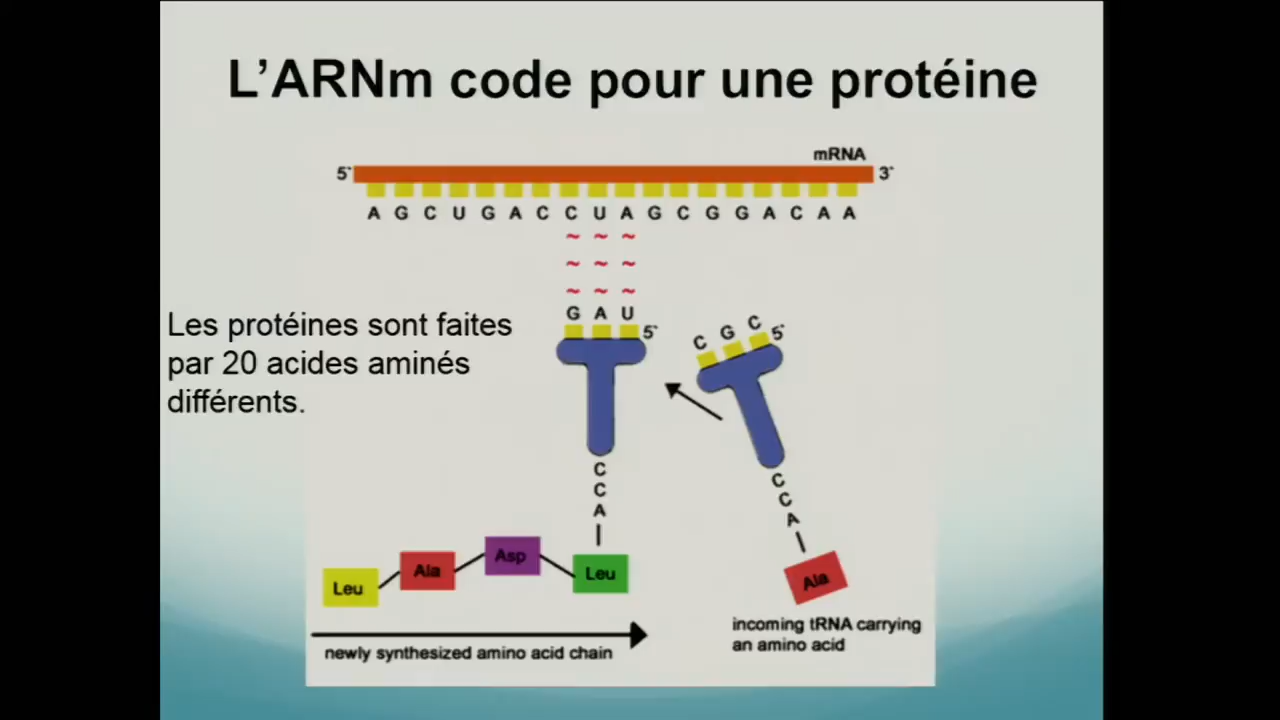 L'ARNm code pour une protéine
mRNA
5' 3'
A G C U G A C C U A G C G G A C A A
~ ~ ~
~ ~ ~
~ ~ ~
G A U 5'
C G C 5'
Les protéines sont faites
par 20 acides aminés
différents.
C
C
A
C
C
A
Leu Ala Asp Leu
Ala
incoming tRNA carrying
an amino acid
newly synthesized amino acid chain